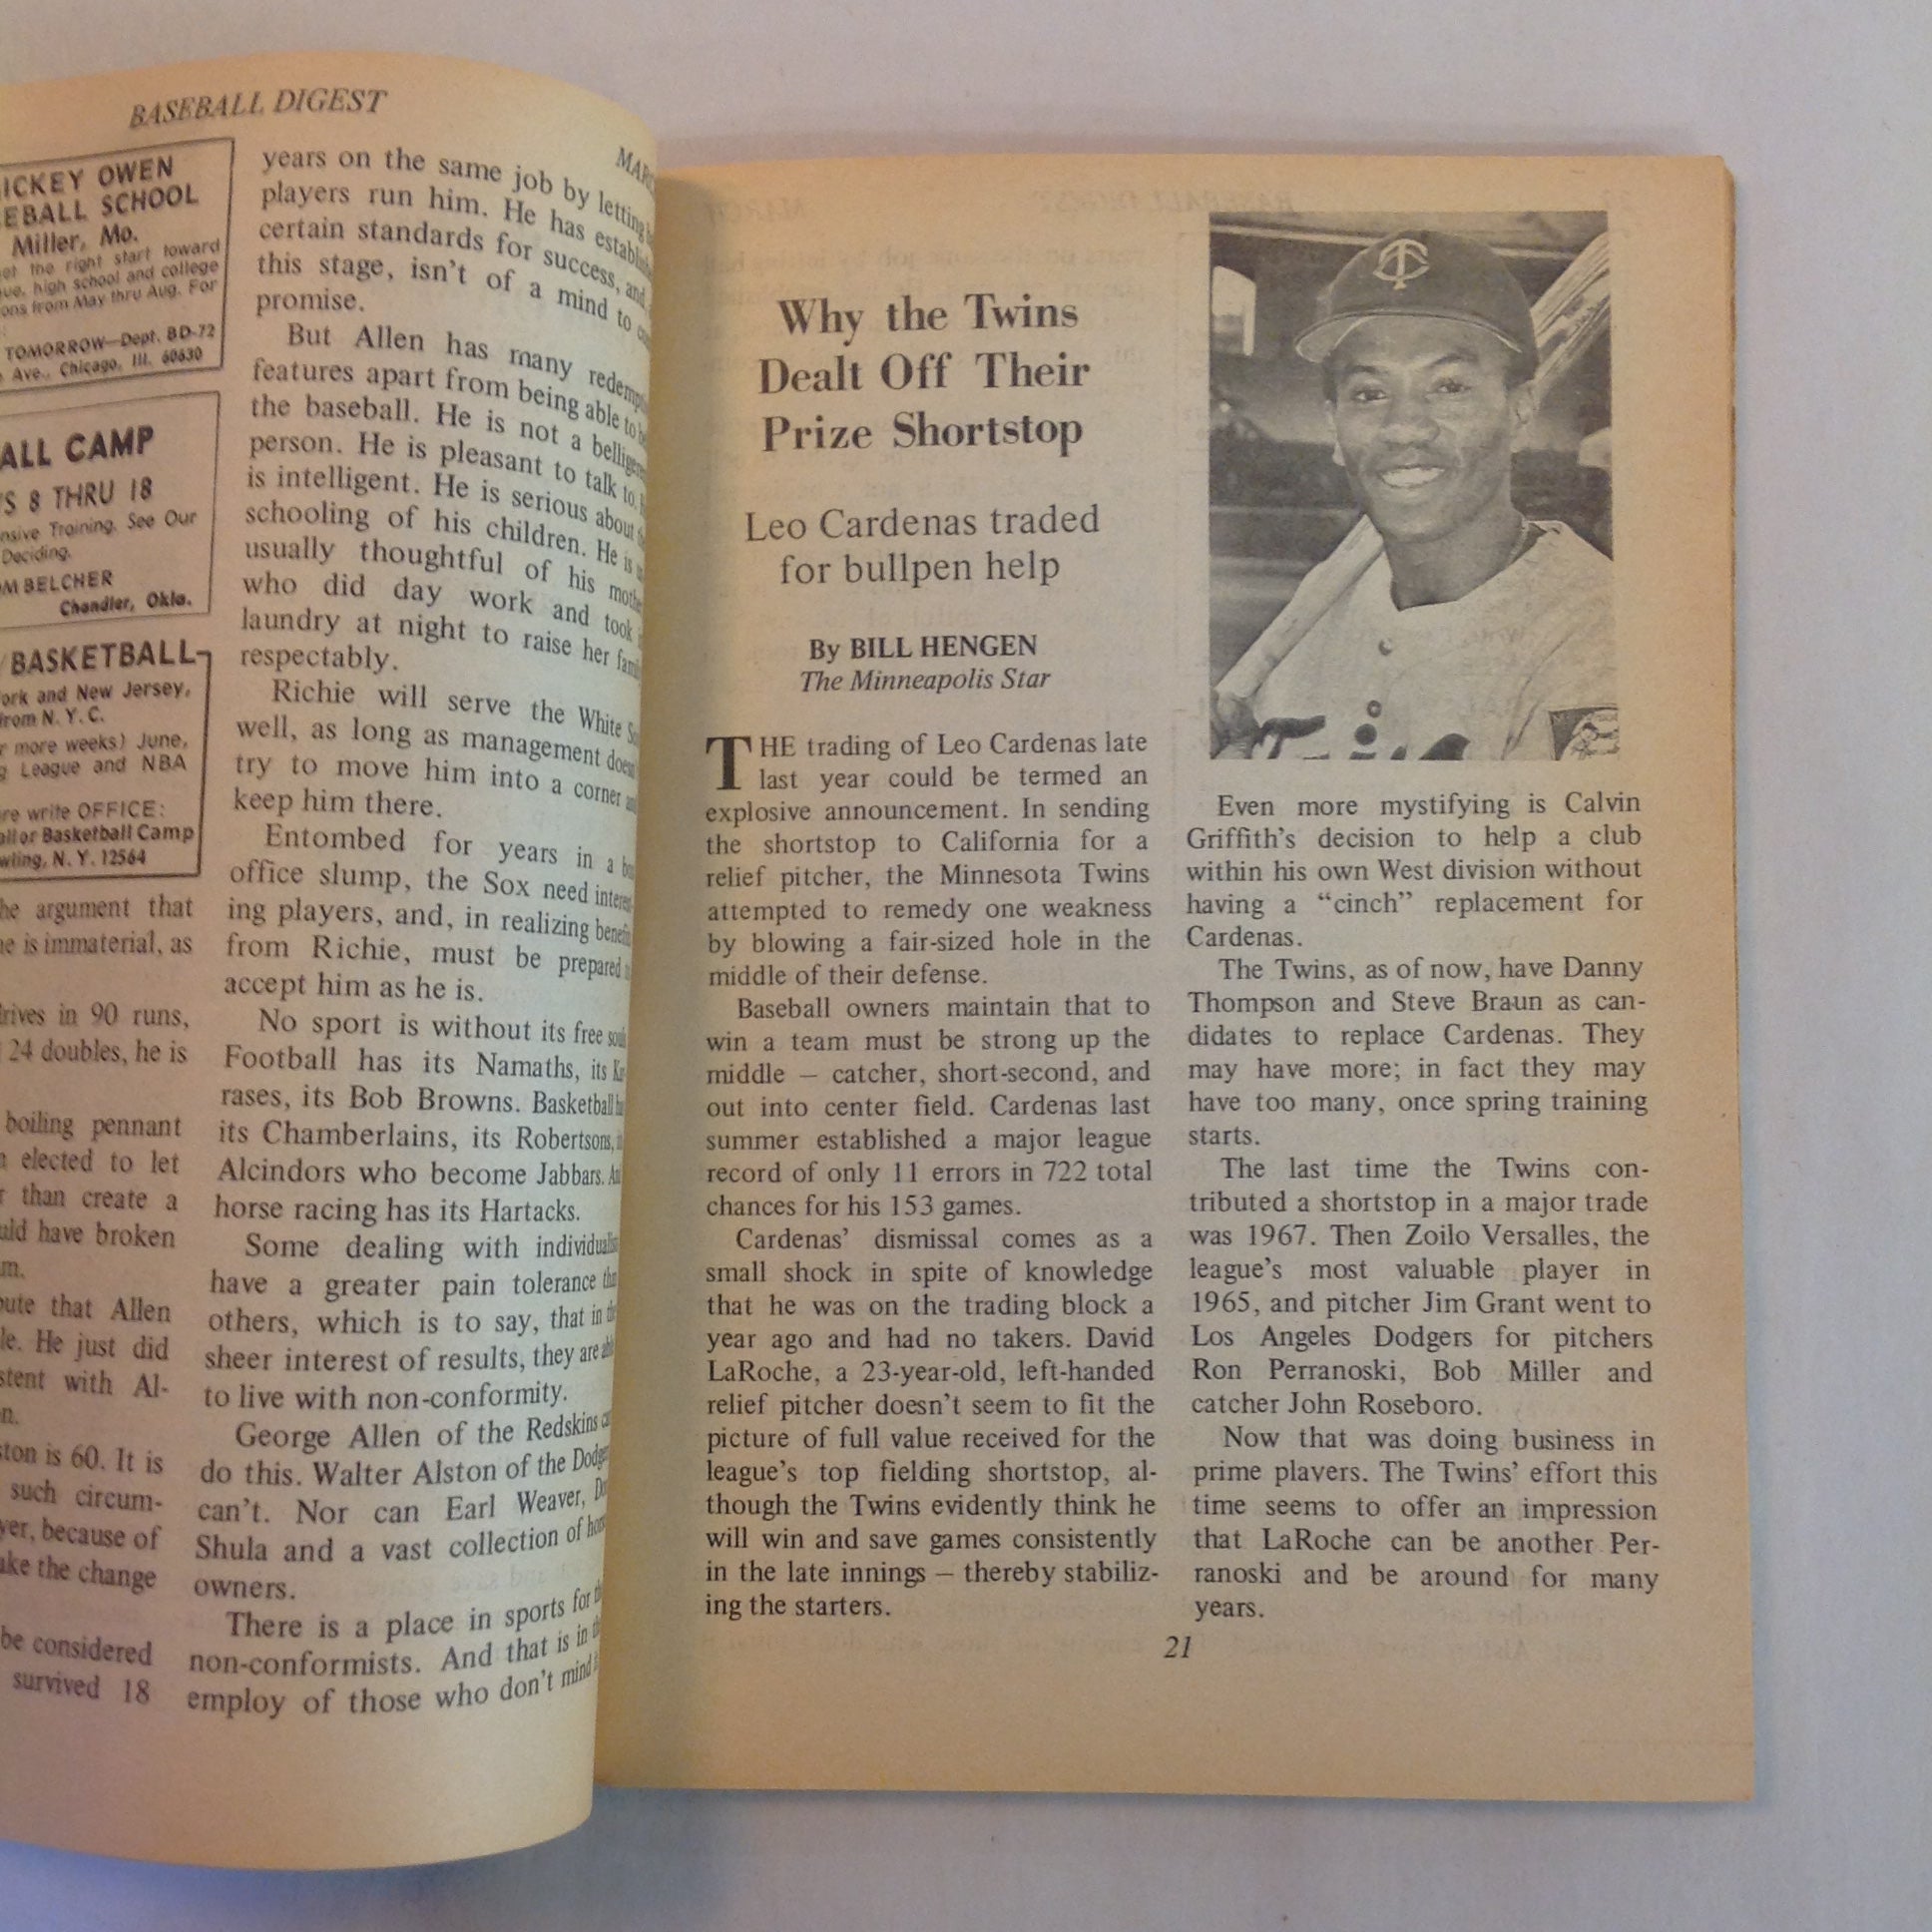 BASEBALL DIGEST
ICKEY OWEN
EBALL SCHOOL
Miller, Mo.
the right start toward
high school and college
ons from May thru Aug. For
TOMORROW—Dept. BD-72
Ave., Chicago, Ill. 60630
ALL CAMP
8 THRU 18
nsive Training. See Our
Deciding.
OM BELCHER
Chandler, Okla.
BASKETBALL
ork and New Jersey,
from N. Y. C.
more weeks) June,
League and NBA
write OFFICE:
all or Basketball Camp
wling, N. Y. 12564
he argument that
is immaterial, as
drives in 90 runs,
24 doubles, he is
boiling pennant
elected to let
than create a
uld have broken
m.
ute that Allen
le. He just did
stent with Al-
n.
ston is 60. It is
such circum-
yer, because of
ake the change
be considered
survived 18
years on the same job by letting
players run him. He has
certain standards for success, and,
this stage, isn't of a mind to
promise.
But Allen has many
features apart from being able to
the baseball. He is not a
person. He is pleasant to talk to.
is intelligent. He is serious about
schooling of his children. He is
usually thoughtful of his
who did day work and took
laundry at night to raise her
respectably.
Richie will serve the White
well, as long as management
try to move him into a corner
keep him there.
Entombed for years in a
office slump, the Sox need interest-
ing players, and, in realizing
from Richie, must be prepared
accept him as he is.
No sport is without its free
Football has its Namaths, its
rases, its Bob Browns. Basketball
its Chamberlains, its Robertsons,
Alcindors who become Jabbars.
horse racing has its Hartacks.
Some dealing with
have a greater pain tolerance
others, which is to say, that in
sheer interest of results, they are
to live with non-conformity.
George Allen of the Redskins
do this. Walter Alston of the
can't. Nor can Earl Weaver,
Shula and a vast collection of
owners.
There is a place in sports for
non-conformists. And that is in
employ of those who don't mind
Why the Twins
Dealt Off Their
Prize Shortstop
Leo Cardenas traded
for bullpen help
By BILL HENGEN
The Minneapolis Star
THE trading of Leo Cardenas late
last year could be termed an
explosive announcement. In sending
the shortstop to California for a
relief pitcher, the Minnesota Twins
attempted to remedy one weakness
by blowing a fair-sized hole in the
middle of their defense.
Baseball owners maintain that to
win a team must be strong up the
middle — catcher, short-second, and
out into center field. Cardenas last
summer established a major league
record of only 11 errors in 722 total
chances for his 153 games.
Cardenas' dismissal comes as a
small shock in spite of knowledge
that he was on the trading block a
year ago and had no takers. David
LaRoche, a 23-year-old, left-handed
relief pitcher doesn't seem to fit the
picture of full value received for the
league's top fielding shortstop, al-
though the Twins evidently think he
will win and save games consistently
in the late innings — thereby stabiliz-
ing the starters.
TC
Even more mystifying is Calvin
Griffith's decision to help a club
within his own West division without
having a “cinch” replacement for
Cardenas.
The Twins, as of now, have Danny
Thompson and Steve Braun as can-
didates to replace Cardenas. They
may have more; in fact they may
have too many, once spring training
starts.
The last time the Twins con-
tributed a shortstop in a major trade
was 1967. Then Zoilo Versalles, the
league's most valuable player in
1965, and pitcher Jim Grant went to
Los Angeles Dodgers for pitchers
Ron Perranoski, Bob Miller and
catcher John Roseboro.
Now that was doing business in
prime players. The Twins' effort this
time seems to offer an impression
that LaRoche can be another Per-
ranoski and be around for many
years.
21